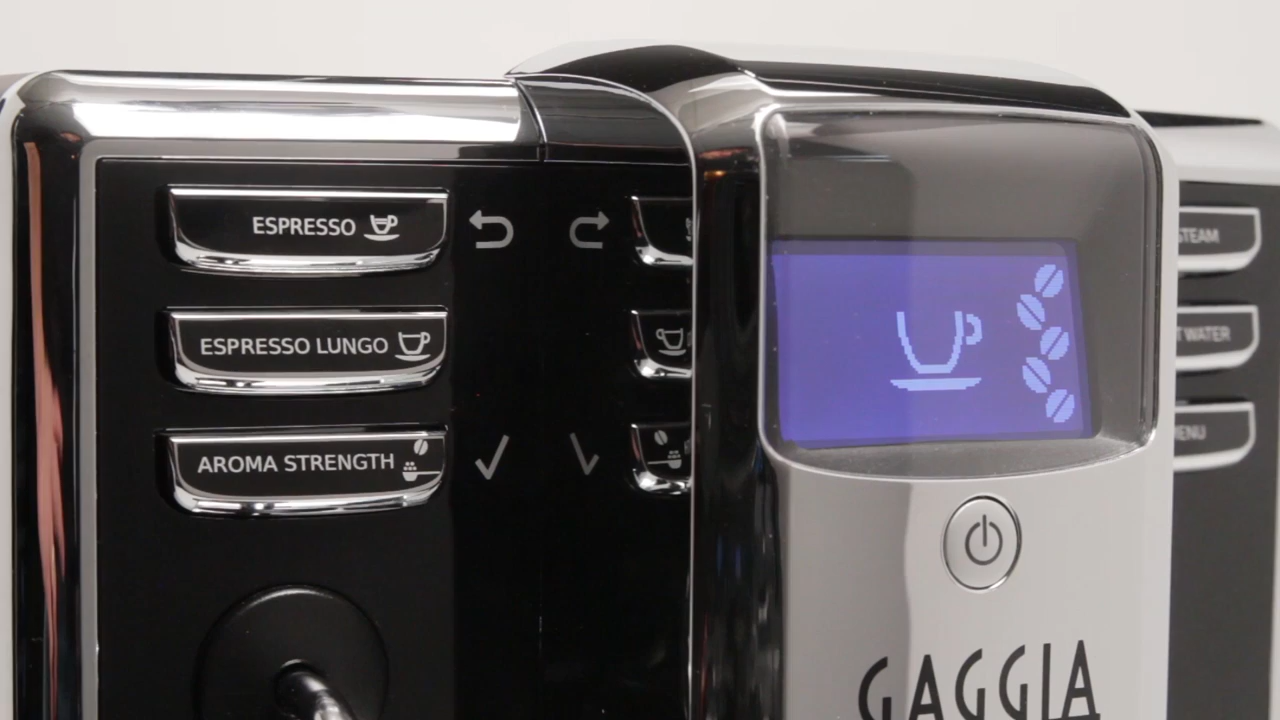 ESPRESSO
ESPRESSO LUNGO
AROMA STRENGTH
STEAM
WATER
GAGGIA